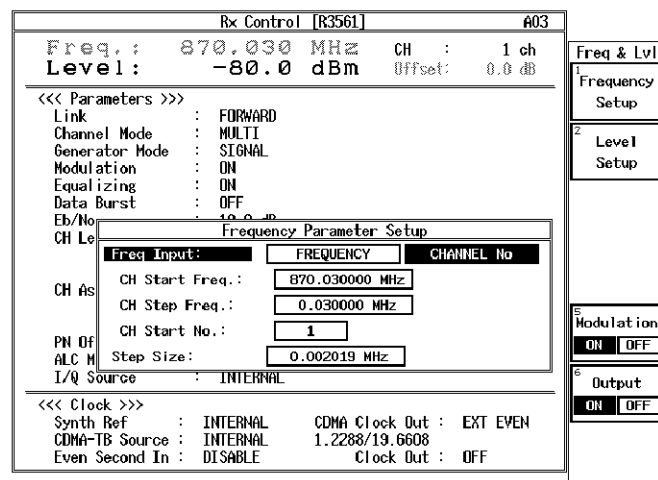 Rx Control [R3561] A03
Freq.: 870.030 MHz CH : 1 ch
Level: -80.0 dBm Offset: 0.0 dB
<<< Parameters >>>
Link : FORWARD
Channel Mode : MULTI
Generator Mode : SIGNAL
Modulation : ON
Equalizing : ON
Data Burst : OFF
Eb/No
CH Le
CH As
PN Of
ALC M
I/Q Source : INTERNAL
Frequency Parameter Setup
Freq Input: FREQUENCY CHANNEL No
CH Start Freq.: 870.030000 MHz
CH Step Freq.: 0.030000 MHz
CH Start No.: 1
Step Size: 0.002019 MHz
<<< Clock >>>
Synth Ref : INTERNAL CDMA Clock Out : EXT EVEN
CDMA-TB Source : INTERNAL 1.2288/19.6608
Even Second In : DISABLE Clock Out : OFF
Freq & Lvl
1
Frequency
Setup
2
Level
Setup
5
Modulation
ON OFF
6
Output
ON OFF